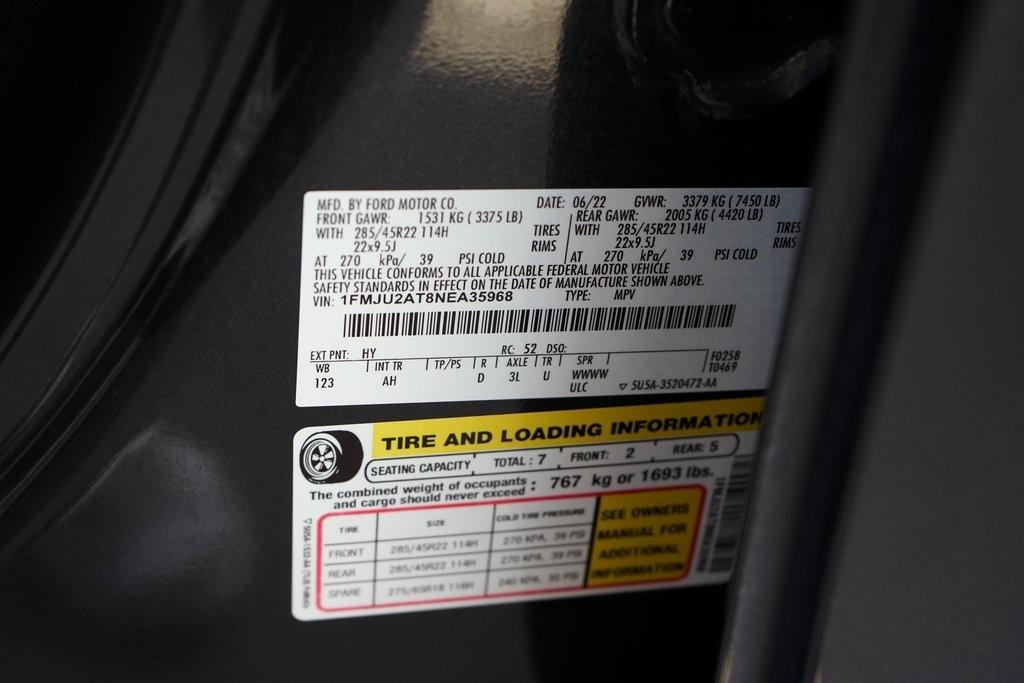 MFD. BY FORD MOTOR CO. DATE: 06/22 GVWR: 3379 KG ( 7450 LB)
FRONT GAWR: 1531 KG ( 3375 LB) REAR GAWR: 2005 KG ( 4420 LB)
WITH 285/45R22 114H TIRES WITH 285/45R22 114H TIRES
22x9.5J RIMS 22x9.5J RIMS
AT 270 kPa/ 39 PSI COLD AT 270 kPa/ 39 PSI COLD
THIS VEHICLE CONFORMS TO ALL APPLICABLE FEDERAL MOTOR VEHICLE
SAFETY STANDARDS IN EFFECT ON THE DATE OF MANUFACTURE SHOWN ABOVE.
VIN: 1FMJU2AT8NEA35968 TYPE: MPV
EXT PNT: HY RC: 52 DSO:
WB INT TR TP/PS R AXLE TR SPR F0258
123 AH D 3L U WWWW T0469
ULC ▽ 5U5A-3520472-AA
TIRE AND LOADING INFORMATION
SEATING CAPACITY TOTAL : 7 FRONT: 2 REAR: 5
The combined weight of occupants and cargo should never exceed : 767 kg or 1693 lbs.
TIRE SIZE COLD TIRE PRESSURE
FRONT 285/45R22 114H 270 KPA, 39 PSI
REAR 285/45R22 114H 270 KPA, 39 PSI
SPARE 275/65R18 116H 240 KPA, 35 PSI
SEE OWNERS
MANUAL FOR
ADDITIONAL
INFORMATION